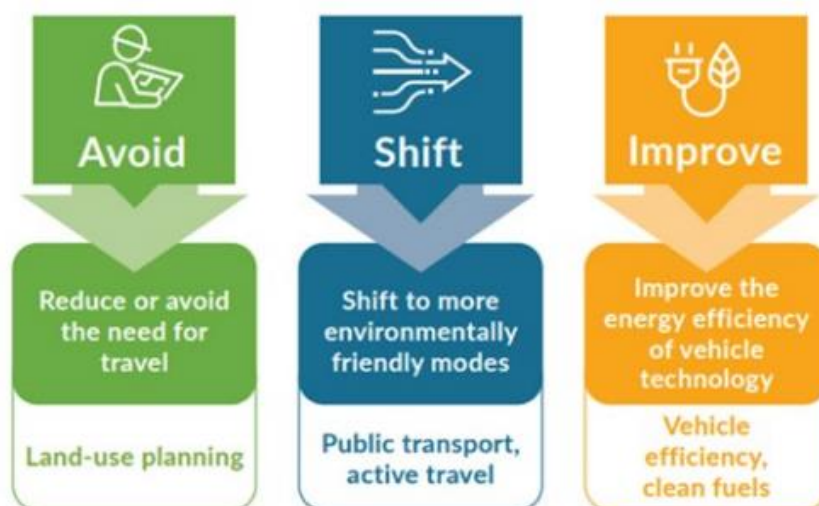 Avoid
Reduce or avoid
the need for
travel
Land-use planning
Shift
Shift to more
environmentally
friendly modes
Public transport,
active travel
Improve
Improve the
energy efficiency
of vehicle
technology
Vehicle
efficiency,
clean fuels